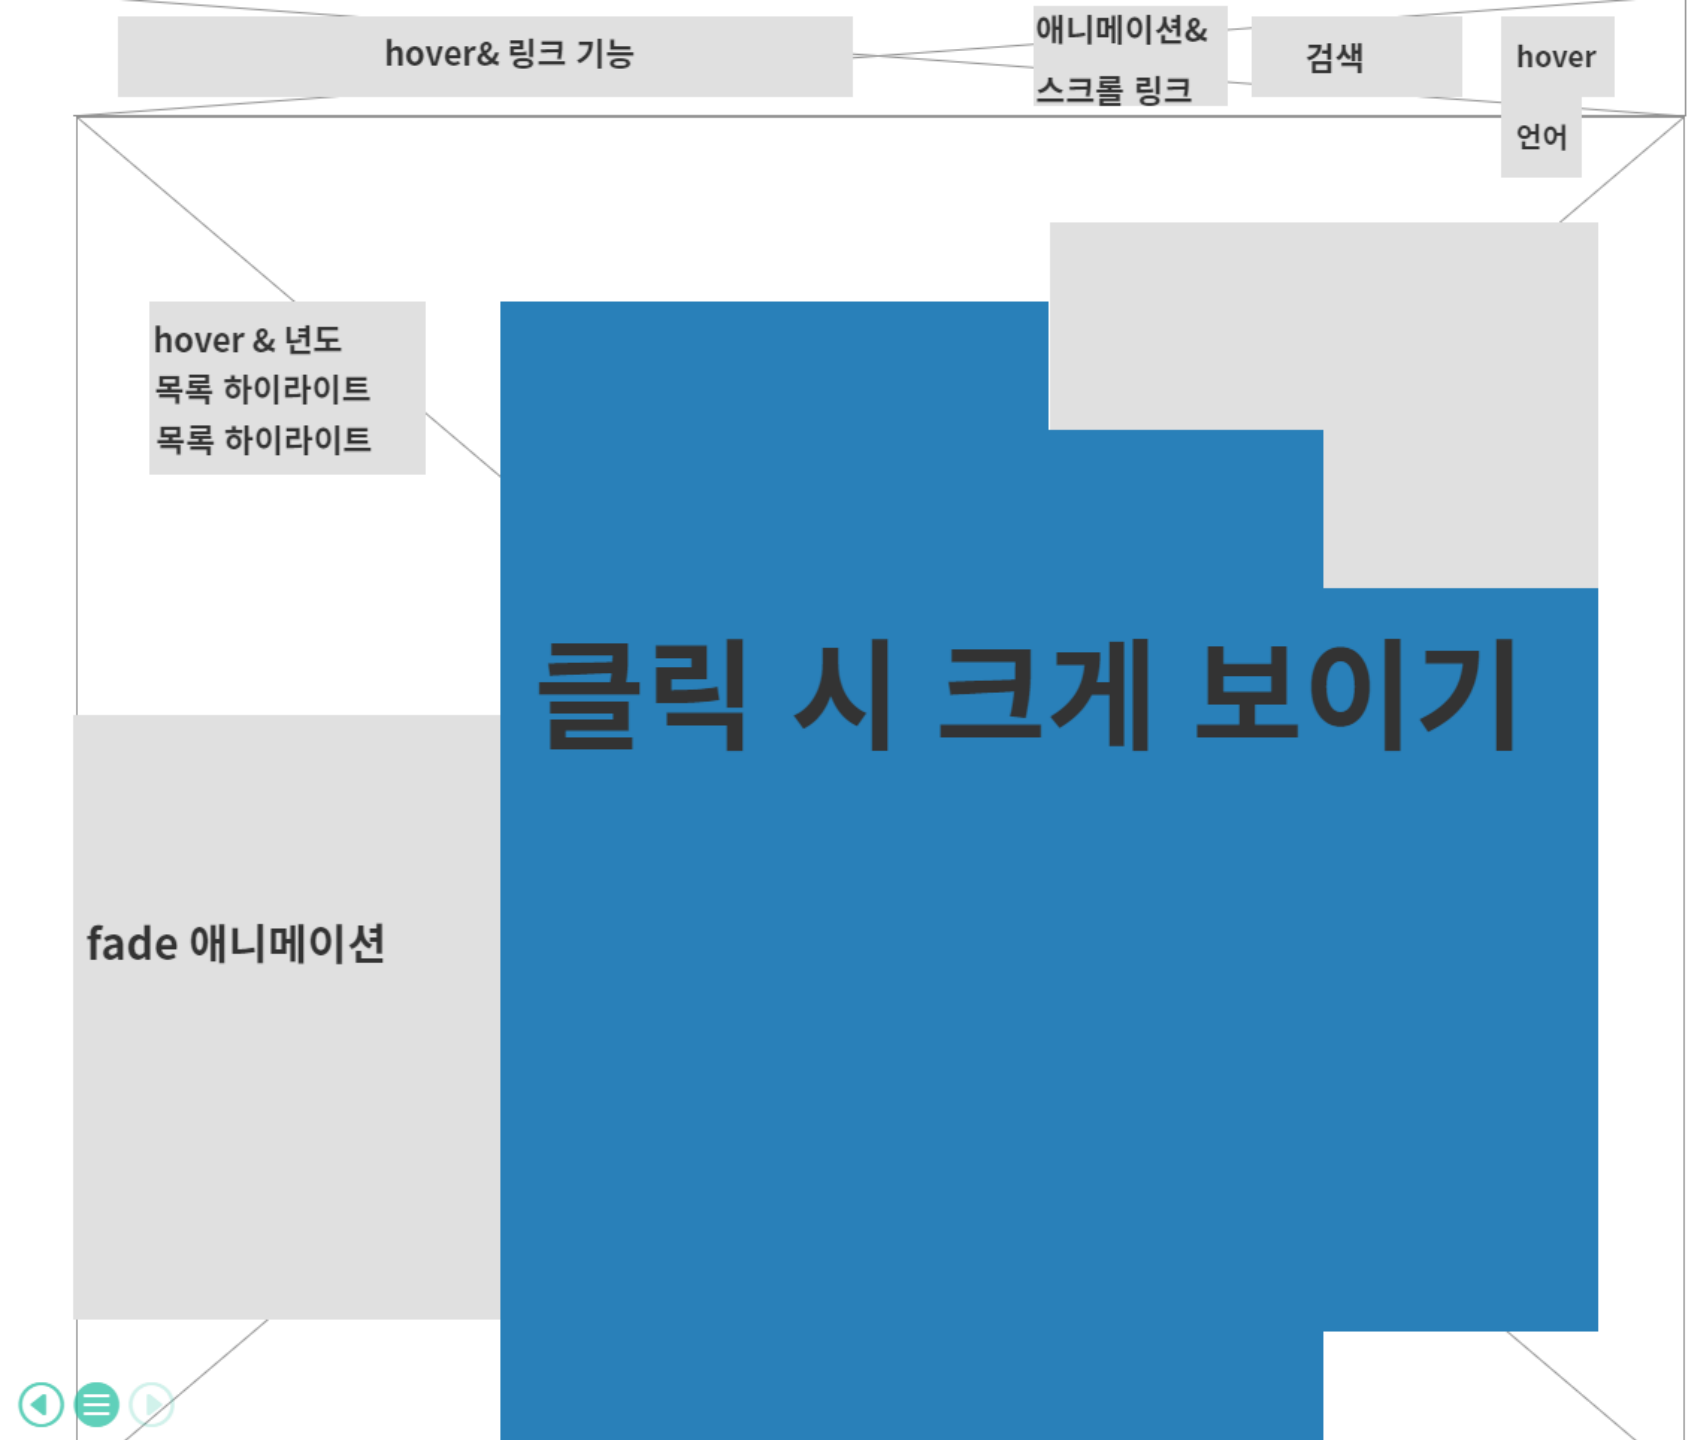 hover& 링크 기능
애니메이션&
스크롤 링크
검색
hover
언어
hover & 년도
목록 하이라이트
목록 하이라이트
클릭 시 크게 보이기
fade 애니메이션